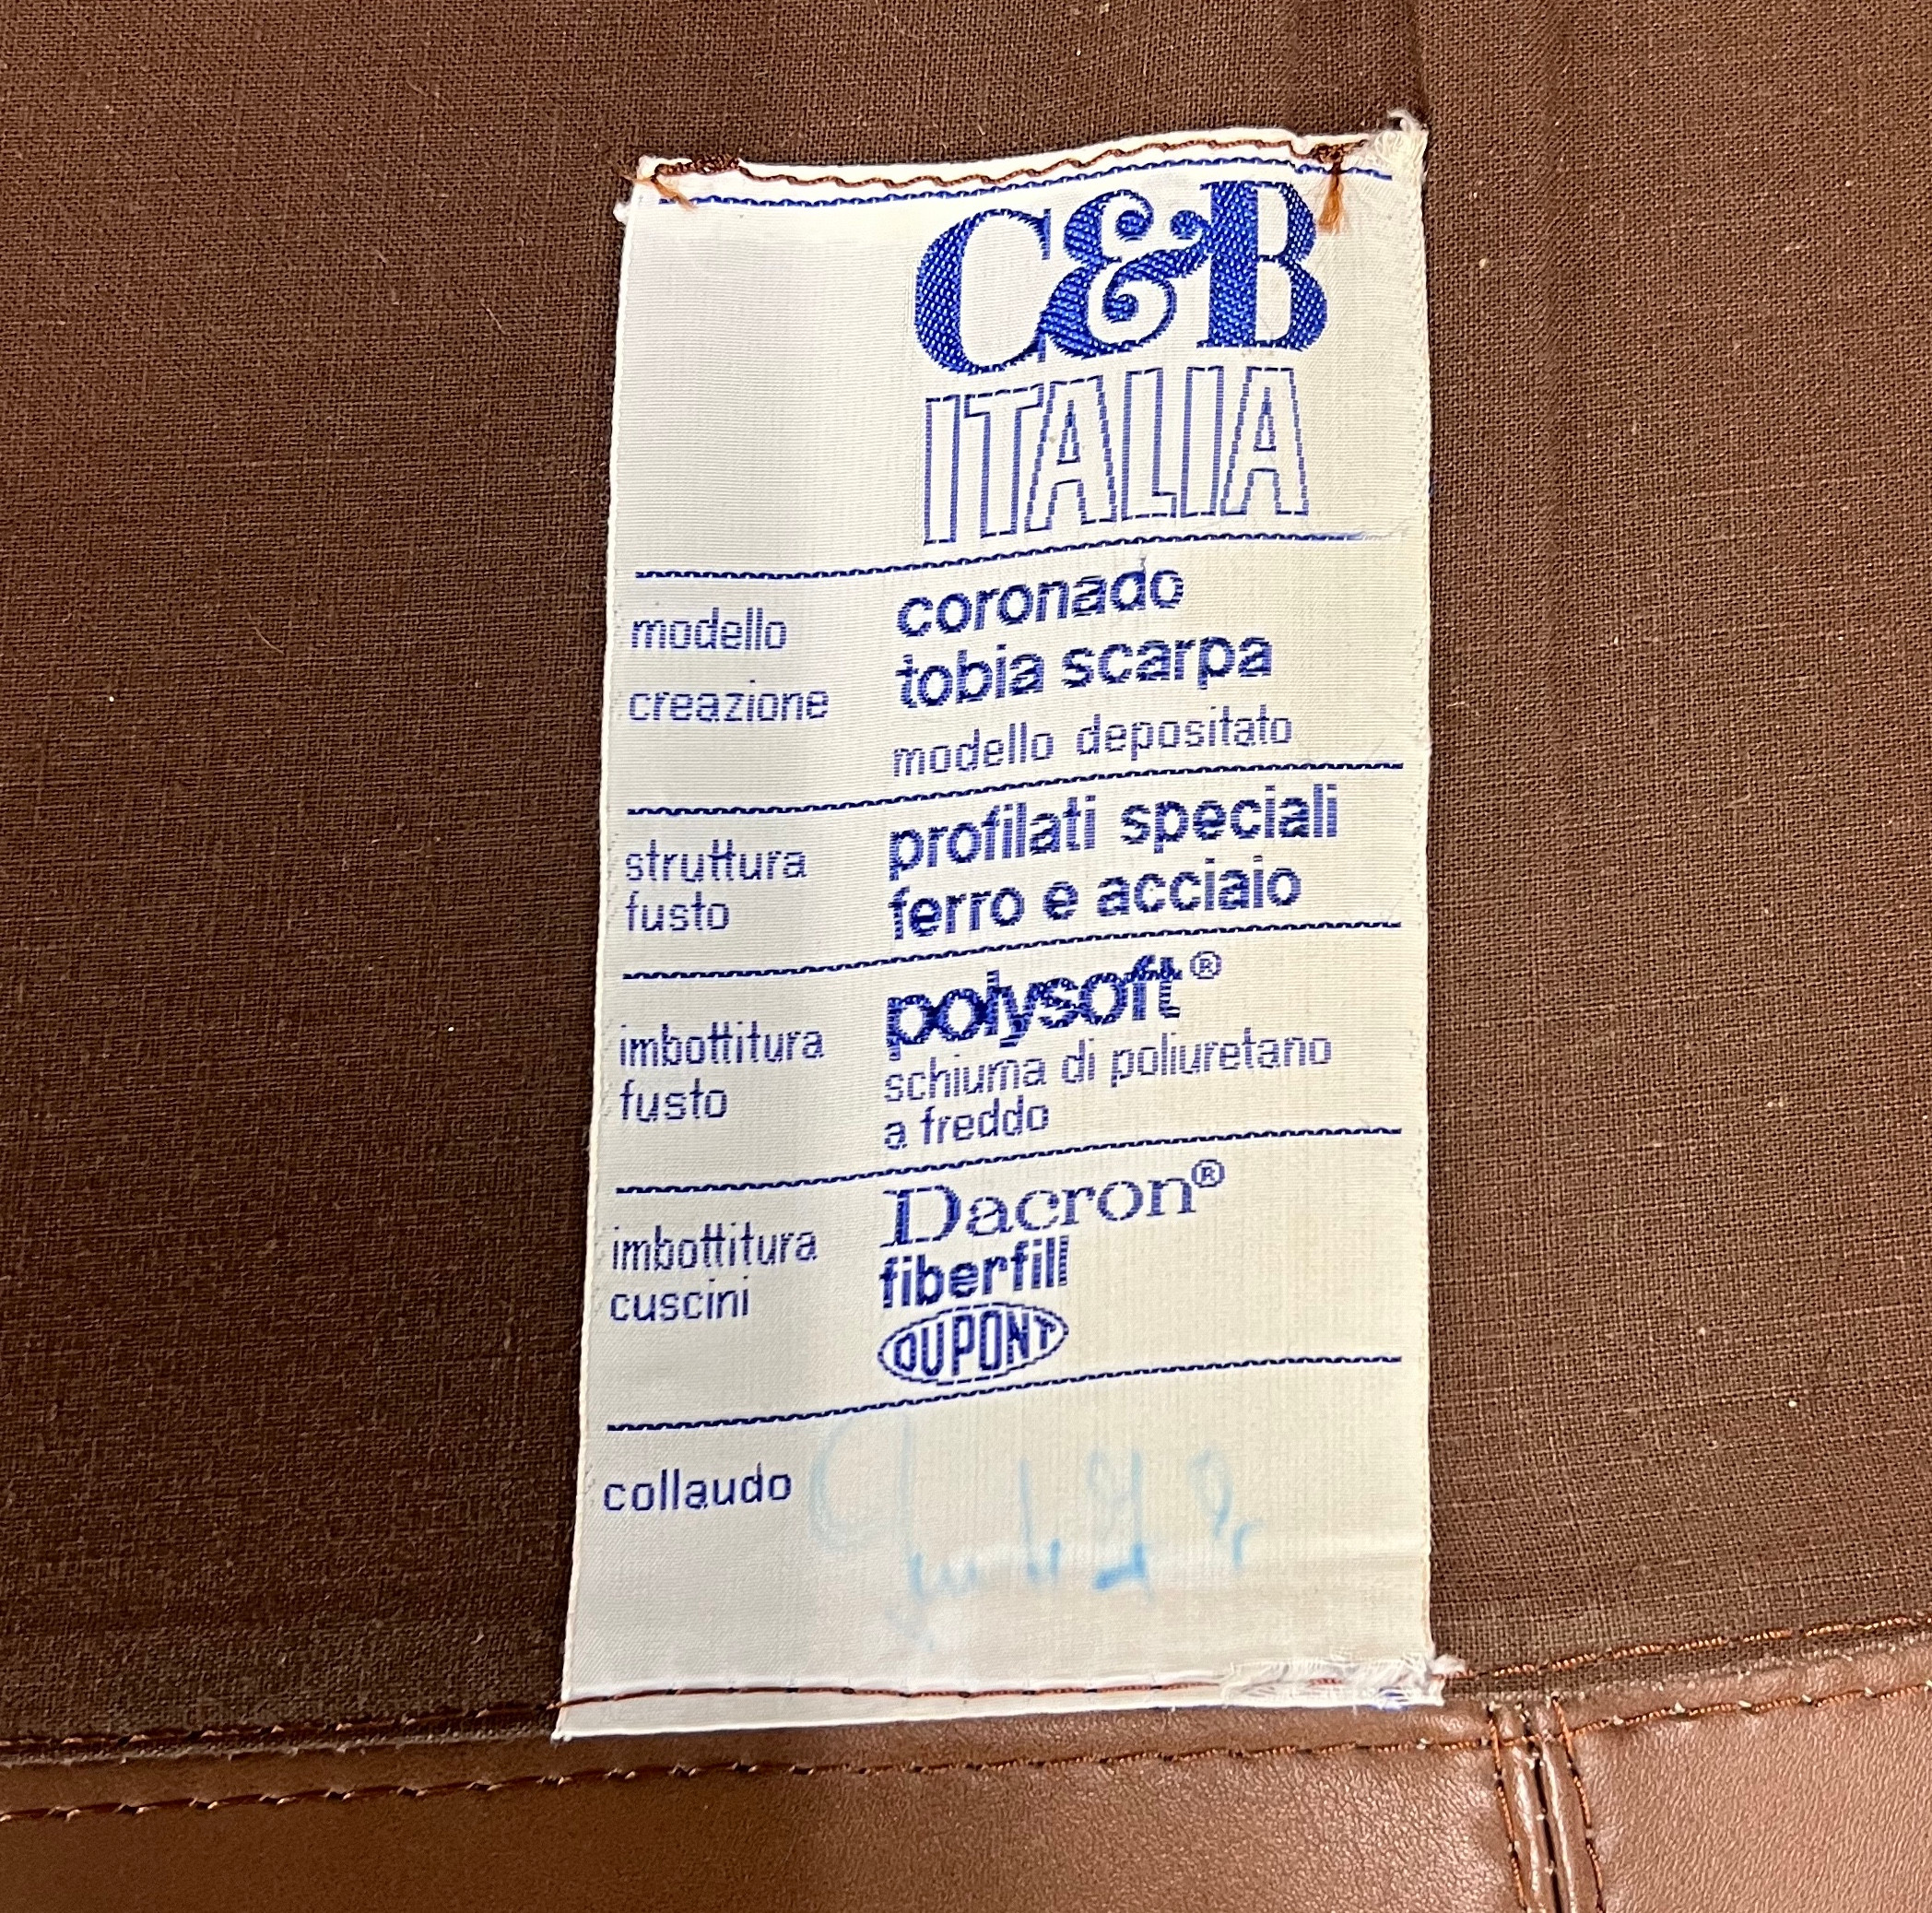 C&B
ITALIA
modello coronado
creazione tobia scarpa
modello depositato
struttura profilati speciali
fusto ferro e acciaio
imbottitura polysoft®
fusto schiuma di poliuretano
a freddo
imbottitura Dacron®
cuscini fiberfill
DUPONT
collaudo